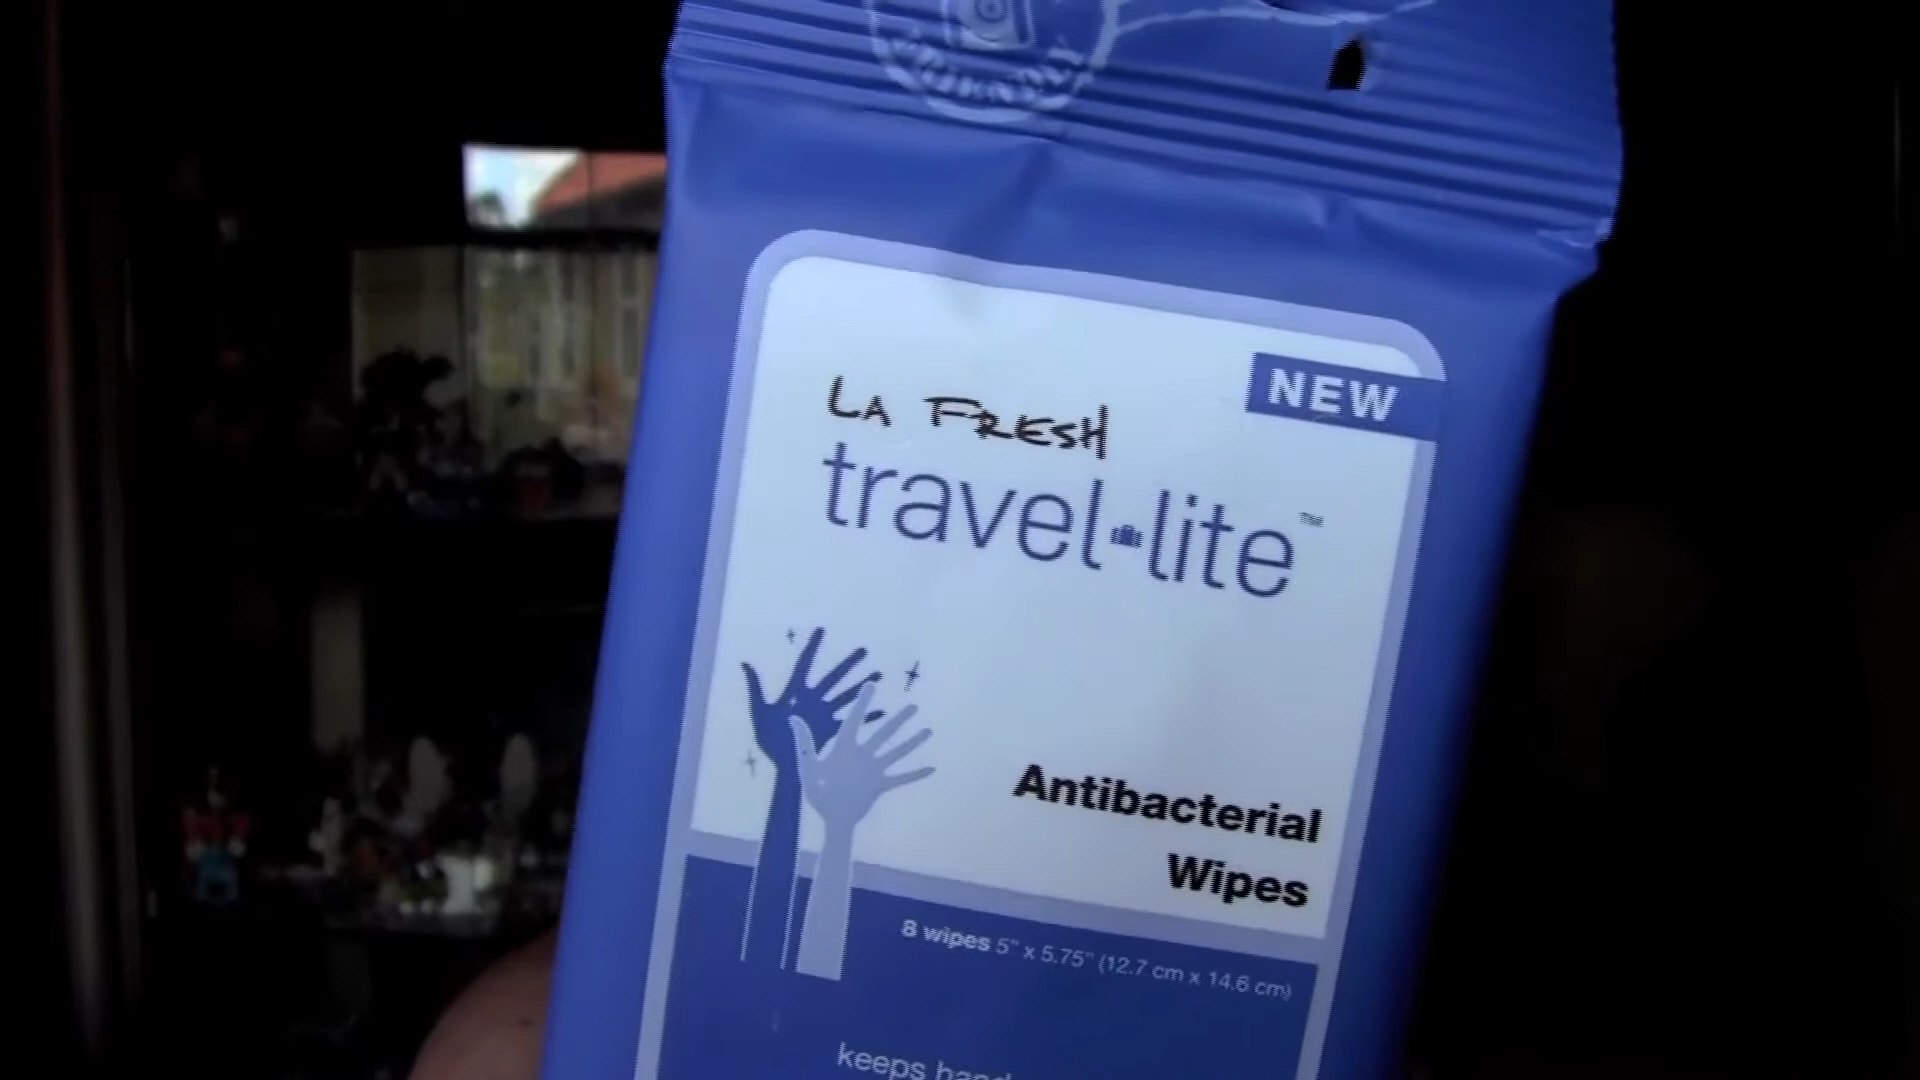 FRIENDLY
NEW
LA FRESH
travel lite™
Antibacterial
Wipes
8 wipes 5" x 5.75" (12.7 cm x 14.6 cm)
keeps